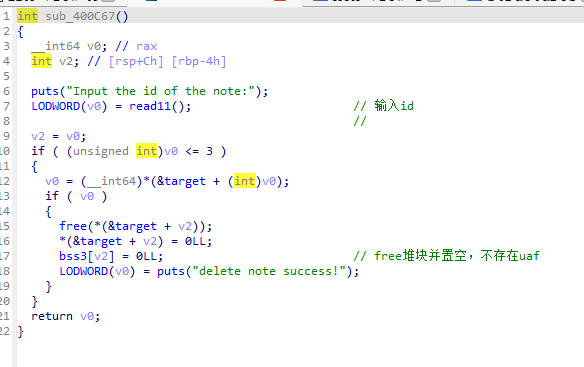 1 int sub_400C67()
2 {
3 __int64 v0; // rax
4 int v2; // [rsp+Ch] [rbp-4h]
5
6 puts("Input the id of the note:");
7 LODWORD(v0) = read11(); // 输入id
8 //
9 v2 = v0;
10 if ( (unsigned int)v0 <= 3 )
11 {
12 v0 = (__int64)*(&target + (int)v0);
13 if ( v0 )
14 {
15 free(*(&target + v2));
16 *(&target + v2) = 0LL;
17 bss3[v2] = 0LL; // free堆块并置空，不存在uaf
18 LODWORD(v0) = puts("delete note success!");
19 }
20 }
21 return v0;
22 }